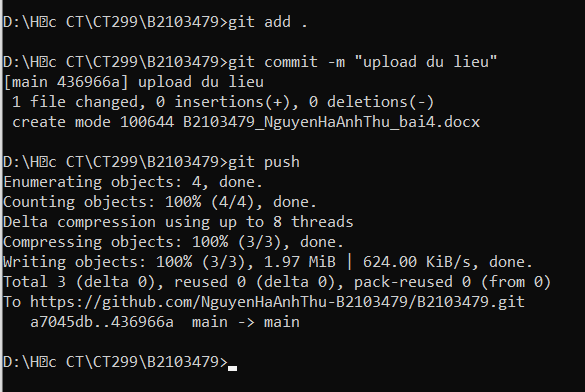 D:\H�c CT\CT299\B2103479>git add .
D:\H�c CT\CT299\B2103479>git commit -m "upload du lieu"
[main 436966a] upload du lieu
 1 file changed, 0 insertions(+), 0 deletions(-)
 create mode 100644 B2103479_NguyenHaAnhThu_bai4.docx
D:\H�c CT\CT299\B2103479>git push
Enumerating objects: 4, done.
Counting objects: 100% (4/4), done.
Delta compression using up to 8 threads
Compressing objects: 100% (3/3), done.
Writing objects: 100% (3/3), 1.97 MiB | 624.00 KiB/s, done.
Total 3 (delta 0), reused 0 (delta 0), pack-reused 0 (from 0)
To https://github.com/NguyenHaAnhThu-B2103479/B2103479.git
   a7045db..436966a  main -> main
D:\H�c CT\CT299\B2103479>